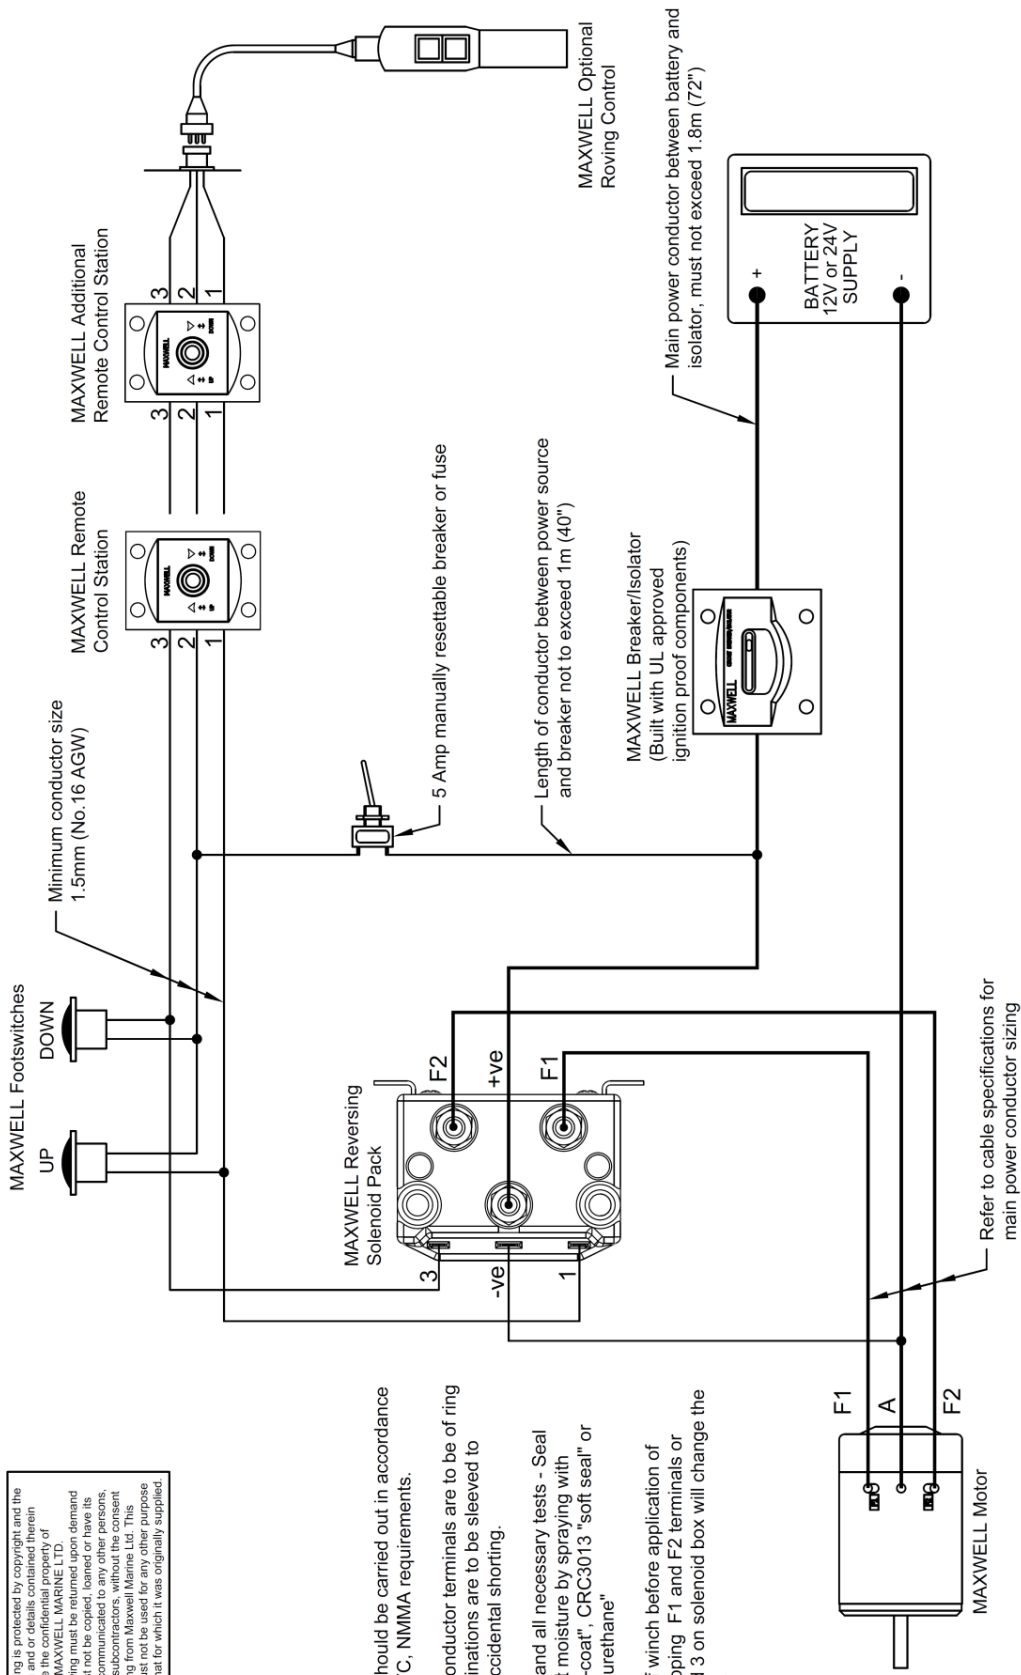 MAXWELL Footswitches
UP
DOWN
Minimum conductor size
1.5mm (No.16 AGW)
MAXWELL Remote
Control Station
3
2
1
MAXWELL
UP
DOWN
MAXWELL Additional
Remote Control Station
3
2
1
3
2
1
MAXWELL
UP
DOWN
MAXWELL Optional
Roving Control
5 Amp manually resettable breaker or fuse
Length of conductor between power source
and breaker not to exceed 1m (40")
MAXWELL Breaker/Isolator
(Built with UL approved
ignition proof components)
MAXWELL
Main power conductor between battery and
isolator, must not exceed 1.8m (72")
+
BATTERY
12V or 24V
SUPPLY
-
MAXWELL Reversing
Solenoid Pack
3
-ve
1
F2
+ve
F1
Refer to cable specifications for
main power conductor sizing
F1
A
F2
MAXWELL Motor
ng is protected by copyright and the
and or details contained therein
e the confidential property of
MAXWELL MARINE LTD.
ving must be returned upon demand
st not be copied, loaned or have its
ommunicated to any other persons,
subcontractors, without the consent
ng from Maxwell Marine Ltd. This
ust not be used for any other purpose
hat for which it was originally supplied.
hould be carried out in accordance
C, NMMA requirements.
onductor terminals are to be of ring
inations are to be sleeved to
ccidental shorting.
and all necessary tests - Seal
t moisture by spraying with
-coat", CRC3013 "soft seal" or
urethane"
f winch before application of
pping F1 and F2 terminals or
d 3 on solenoid box will change the